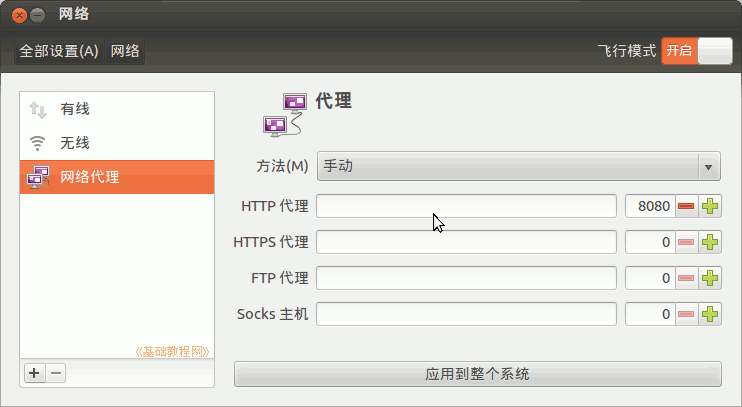 网络
全部设置(A) 网络 飞行模式 开启
有线
无线
网络代理
代理
方法(M) 手动
HTTP 代理 8080
HTTPS 代理 0
FTP 代理 0
Socks 主机 0
《基础教程网》
应用到整个系统